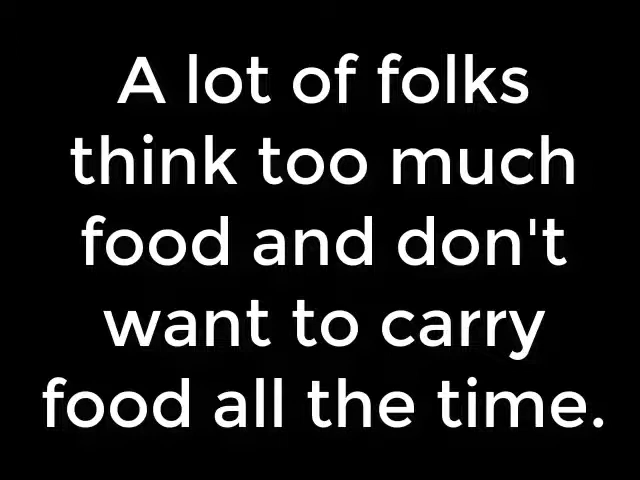 A lot of folks
think too much
food and don't
want to carry
food all the time.